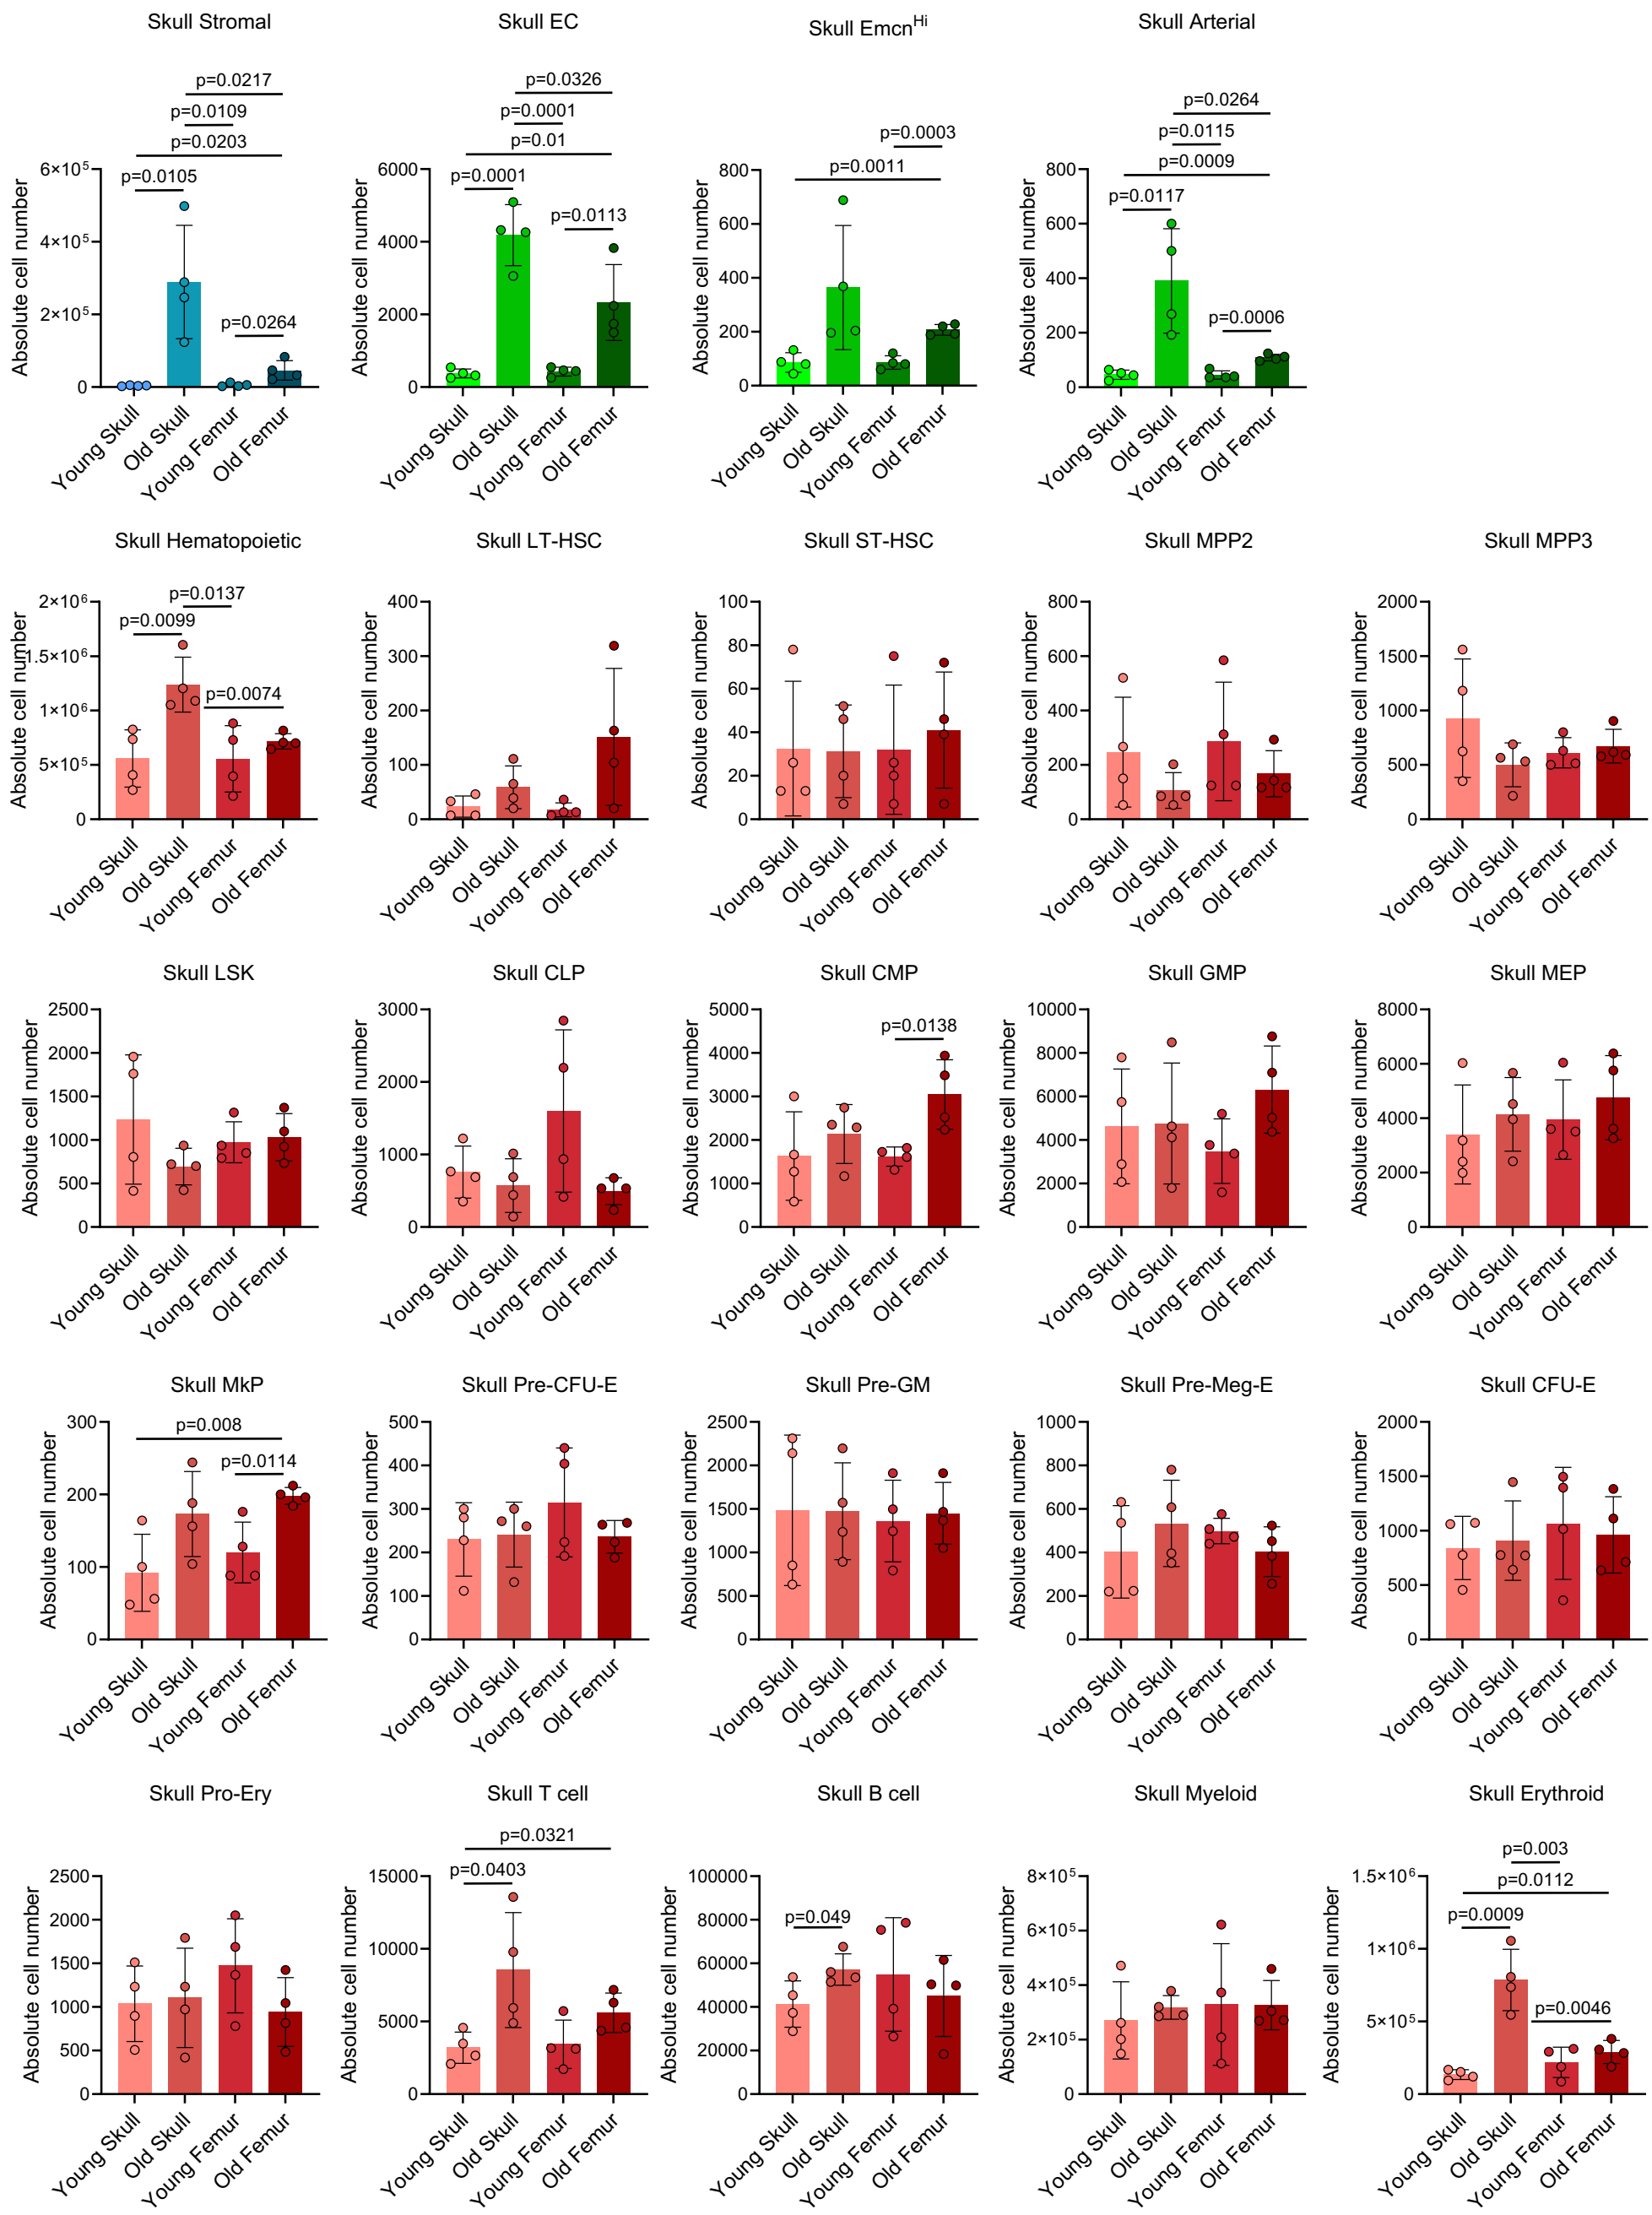 Skull Stromal
p=0.0217
p=0.0109
p=0.0203
p=0.0105
p=0.0264
Absolute cell number
6×10⁵
4×10⁵
2×10⁵
0
Young Skull
Old Skull
Young Femur
Old Femur
Skull EC
p=0.0326
p=0.0001
p=0.01
p=0.0001
p=0.0113
Absolute cell number
6000
4000
2000
0
Young Skull
Old Skull
Young Femur
Old Femur
Skull Emcn^Hi
p=0.0003
p=0.0011
Absolute cell number
800
600
400
200
0
Young Skull
Old Skull
Young Femur
Old Femur
Skull Arterial
p=0.0264
p=0.0115
p=0.0009
p=0.0117
p=0.0006
Absolute cell number
800
600
400
200
0
Young Skull
Old Skull
Young Femur
Old Femur
Skull Hematopoietic
p=0.0137
p=0.0099
p=0.0074
Absolute cell number
2×10⁶
1.5×10⁶
1×10⁶
5×10⁵
0
Young Skull
Old Skull
Young Femur
Old Femur
Skull LT-HSC
Absolute cell number
400
300
200
100
0
Young Skull
Old Skull
Young Femur
Old Femur
Skull ST-HSC
Absolute cell number
100
80
60
40
20
0
Young Skull
Old Skull
Young Femur
Old Femur
Skull MPP2
Absolute cell number
800
600
400
200
0
Young Skull
Old Skull
Young Femur
Old Femur
Skull MPP3
Absolute cell number
2000
1500
1000
500
0
Young Skull
Old Skull
Young Femur
Old Femur
Skull LSK
Absolute cell number
2500
2000
1500
1000
500
0
Young Skull
Old Skull
Young Femur
Old Femur
Skull CLP
Absolute cell number
3000
2000
1000
0
Young Skull
Old Skull
Young Femur
Old Femur
Skull CMP
p=0.0138
Absolute cell number
5000
4000
3000
2000
1000
0
Young Skull
Old Skull
Young Femur
Old Femur
Skull GMP
Absolute cell number
10000
8000
6000
4000
2000
0
Young Skull
Old Skull
Young Femur
Old Femur
Skull MEP
Absolute cell number
8000
6000
4000
2000
0
Young Skull
Old Skull
Young Femur
Old Femur
Skull MkP
p=0.008
p=0.0114
Absolute cell number
300
200
100
0
Young Skull
Old Skull
Young Femur
Old Femur
Skull Pre-CFU-E
Absolute cell number
500
400
300
200
100
0
Young Skull
Old Skull
Young Femur
Old Femur
Skull Pre-GM
Absolute cell number
2500
2000
1500
1000
500
0
Young Skull
Old Skull
Young Femur
Old Femur
Skull Pre-Meg-E
Absolute cell number
1000
800
600
400
200
0
Young Skull
Old Skull
Young Femur
Old Femur
Skull CFU-E
Absolute cell number
2000
1500
1000
500
0
Young Skull
Old Skull
Young Femur
Old Femur
Skull Pro-Ery
Absolute cell number
2500
2000
1500
1000
500
0
Young Skull
Old Skull
Young Femur
Old Femur
Skull T cell
p=0.0321
p=0.0403
Absolute cell number
15000
10000
5000
0
Young Skull
Old Skull
Young Femur
Old Femur
Skull B cell
p=0.049
Absolute cell number
100000
80000
60000
40000
20000
0
Young Skull
Old Skull
Young Femur
Old Femur
Skull Myeloid
Absolute cell number
8×10⁵
6×10⁵
4×10⁵
2×10⁵
0
Young Skull
Old Skull
Young Femur
Old Femur
Skull Erythroid
p=0.003
p=0.0112
p=0.0009
p=0.0046
Absolute cell number
1.5×10⁶
1×10⁶
5×10⁵
0
Young Skull
Old Skull
Young Femur
Old Femur